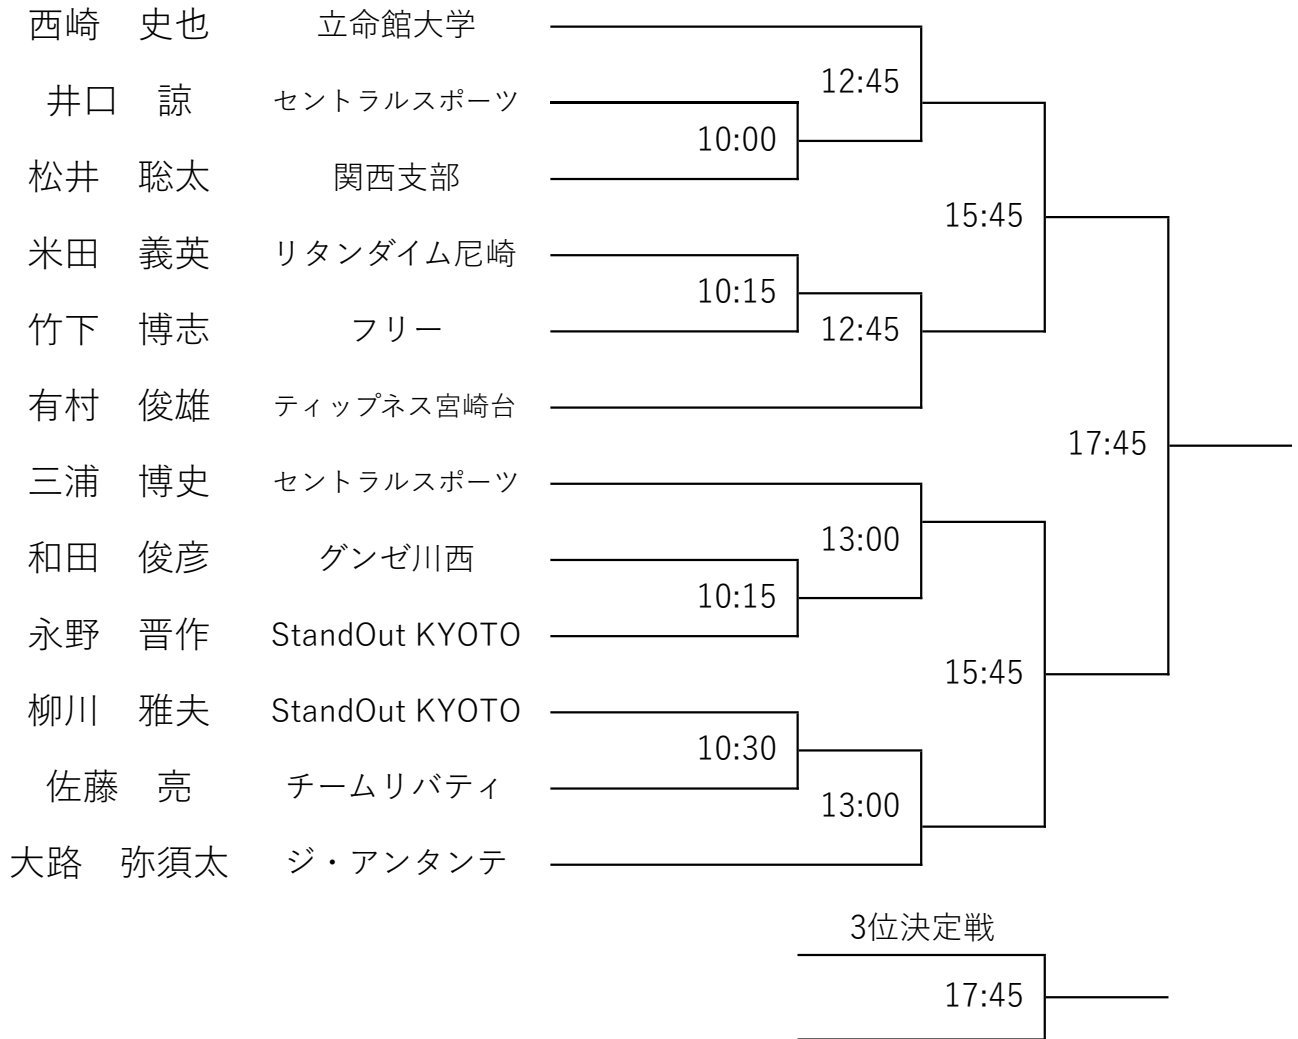 西崎　史也　立命館大学
12:45
井口　諒　セントラルスポーツ
10:00
松井　聡太　関西支部
15:45
米田　義英　リタンダイム尼崎
10:15
竹下　博志　フリー　12:45
有村　俊雄　ティップネス宮崎台
17:45
三浦　博史　セントラルスポーツ
13:00
和田　俊彦　グンゼ川西
10:15
永野　晋作　StandOut KYOTO
15:45
柳川　雅夫　StandOut KYOTO
10:30
佐藤　亮　チームリバティ
13:00
大路　弥須太　ジ・アンタンテ
3位決定戦
17:45